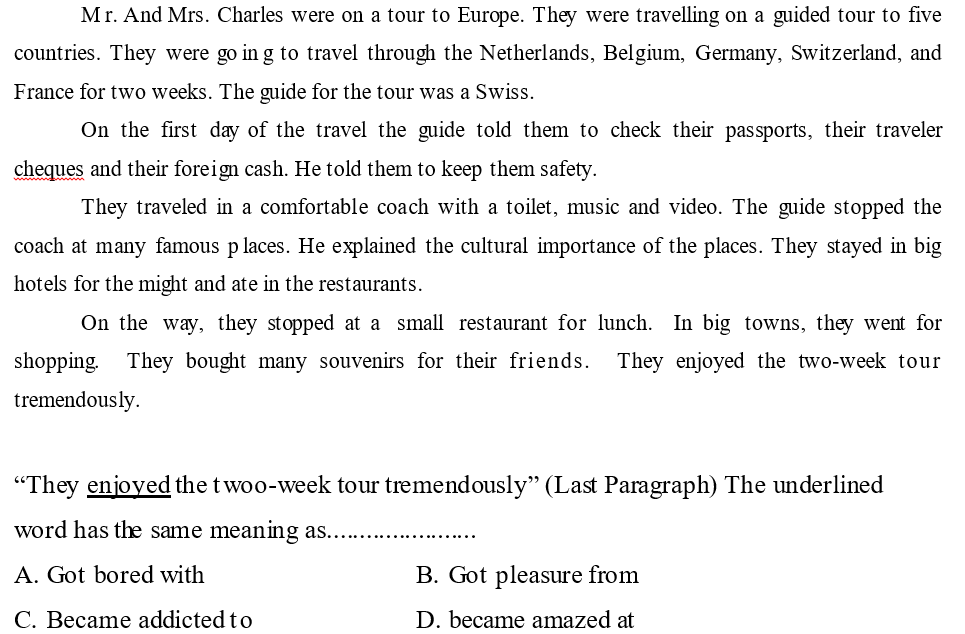 Mr. And Mrs. Charles were on a tour to Europe. They were travelling on a guided tour to five
countries. They were going to travel through the Netherlands, Belgium, Germany, Switzerland, and
France for two weeks. The guide for the tour was a Swiss.
On the first day of the travel the guide told them to check their passports, their traveler
cheques and their foreign cash. He told them to keep them safety.
They traveled in a comfortable coach with a toilet, music and video. The guide stopped the
coach at many famous places. He explained the cultural importance of the places. They stayed in big
hotels for the might and ate in the restaurants.
On the way, they stopped at a small restaurant for lunch. In big towns, they went for
shopping. They bought many souvenirs for their friends. They enjoyed the two-week tour
tremendously.
“They enjoyed the twoo-week tour tremendously” (Last Paragraph) The underlined
word has the same meaning as.......................
A. Got bored with B. Got pleasure from
C. Became addicted to D. became amazed at